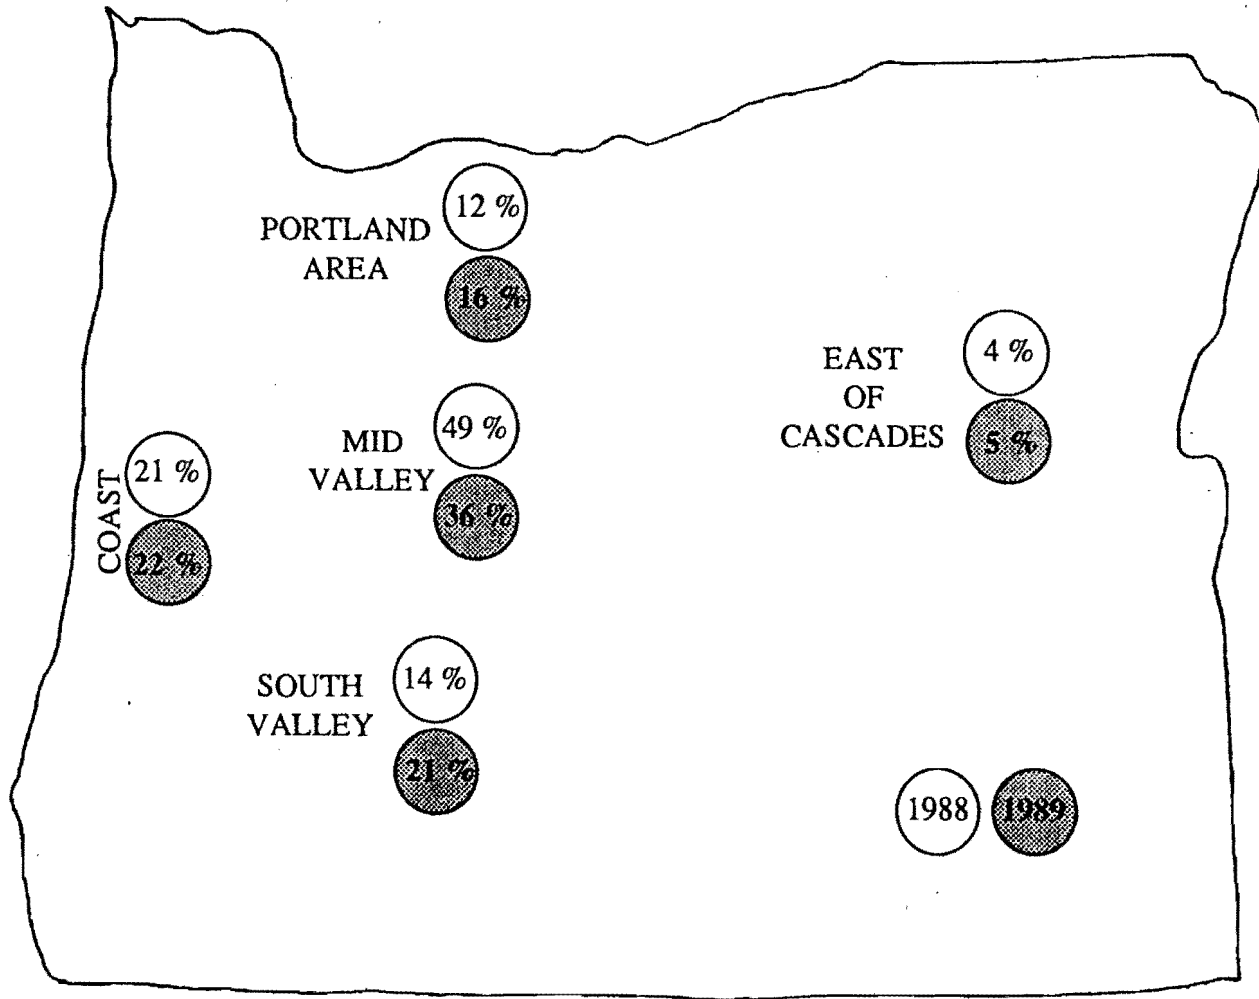 PORTLAND
AREA
12 %
16 %
EAST
OF
CASCADES
4 %
5 %
MID
VALLEY
49 %
36 %
COAST
21 %
22 %
SOUTH
VALLEY
14 %
21 %
1988
1989